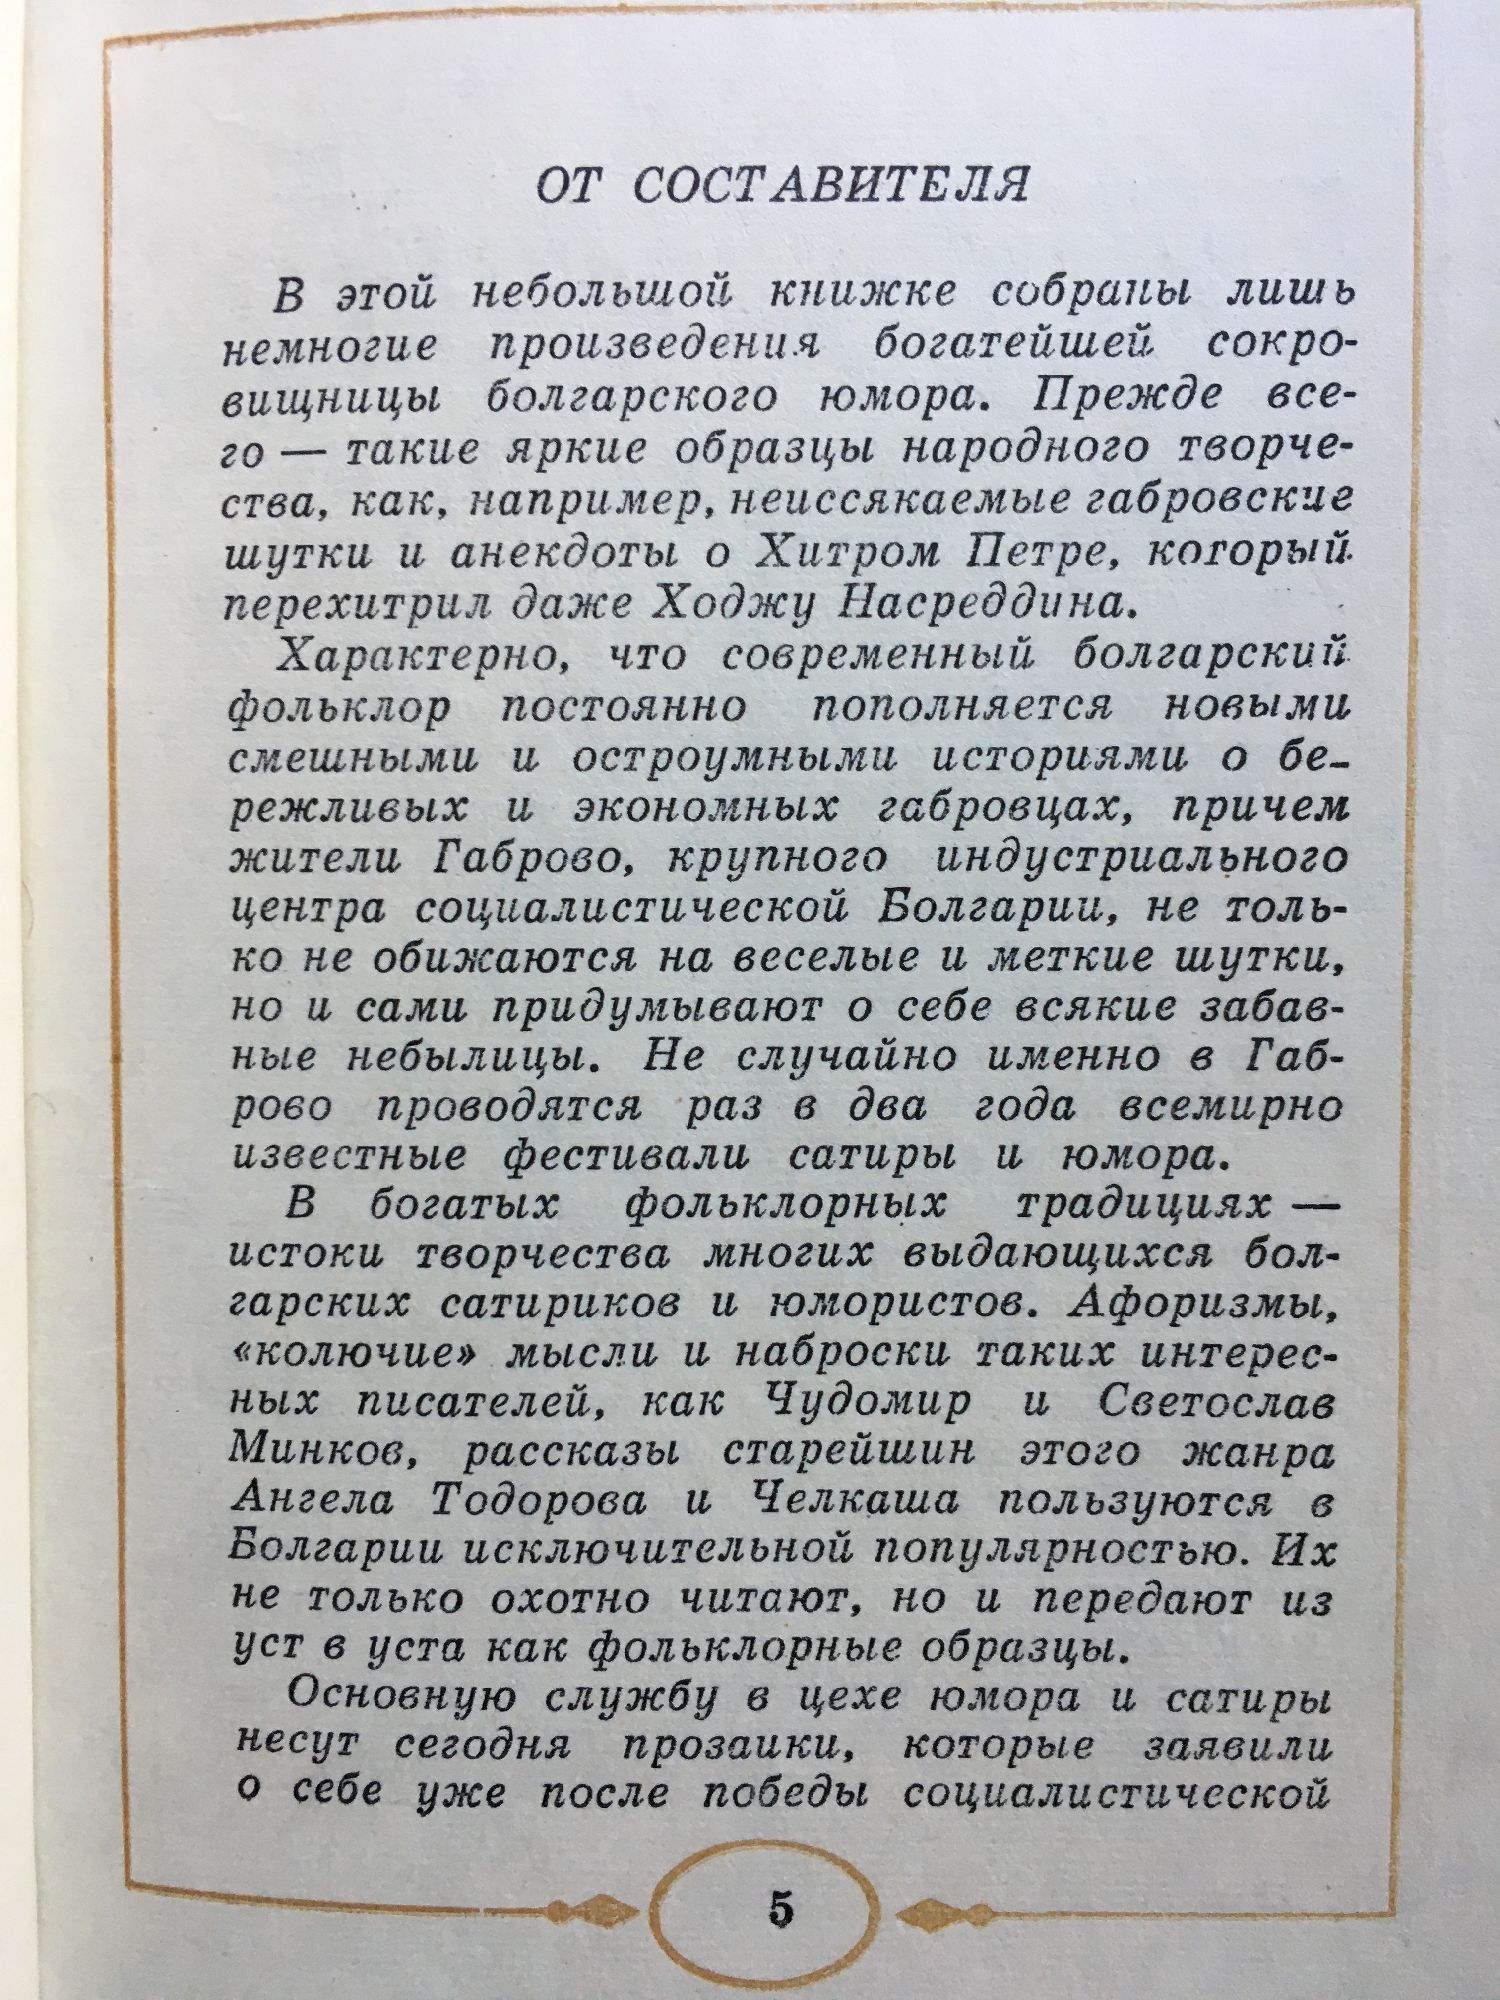 ОТ СОСТАВИТЕЛЯ
В этой небольшой книжке собраны лишь
немногие произведения богатейшей сокро-
вищницы болгарского юмора. Прежде все-
го — такие яркие образцы народного творче-
ства, как, например, неиссякаемые габровские
шутки и анекдоты о Хитром Петре, который
перехитрил даже Ходжу Насреддина.
Характерно, что современный болгарский
фольклор постоянно пополняется новыми
смешными и остроумными историями о бе-
режливых и экономных габровцах, причем
жители Габрово, крупного индустриального
центра социалистической Болгарии, не толь-
ко не обижаются на веселые и меткие шутки,
но и сами придумывают о себе всякие забав-
ные небылицы. Не случайно именно в Габ-
рово проводятся раз в два года всемирно
известные фестивали сатиры и юмора.
В богатых фольклорных традициях —
истоки творчества многих выдающихся бол-
гарских сатириков и юмористов. Афоризмы,
«колючие» мысли и наброски таких интерес-
ных писателей, как Чудомир и Светослав
Минков, рассказы старейшин этого жанра
Ангела Тодорова и Челкаша пользуются в
Болгарии исключительной популярностью. Их
не только охотно читают, но и передают из
уст в уста как фольклорные образцы.
Основную службу в цехе юмора и сатиры
несут сегодня прозаики, которые заявили
о себе уже после победы социалистической
5